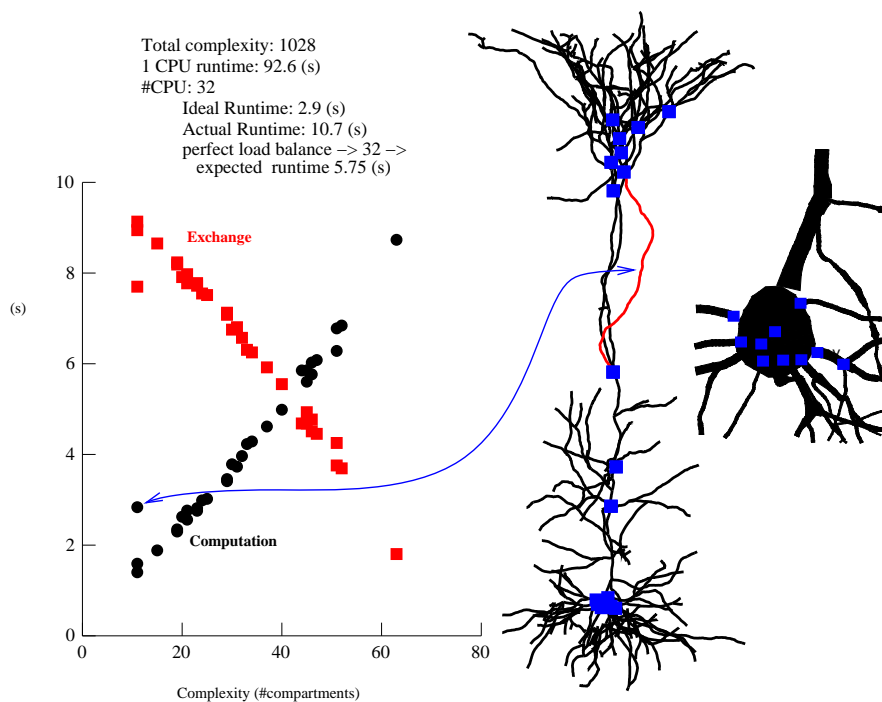 Total complexity: 1028
1 CPU runtime: 92.6 (s)
#CPU: 32
Ideal Runtime: 2.9 (s)
Actual Runtime: 10.7 (s)
perfect load balance −> 32 −>
expected runtime 5.75 (s)
10
Exchange
8
(s)
6
4
2
Computation
0
0 20 40 60 80
Complexity (#compartments)